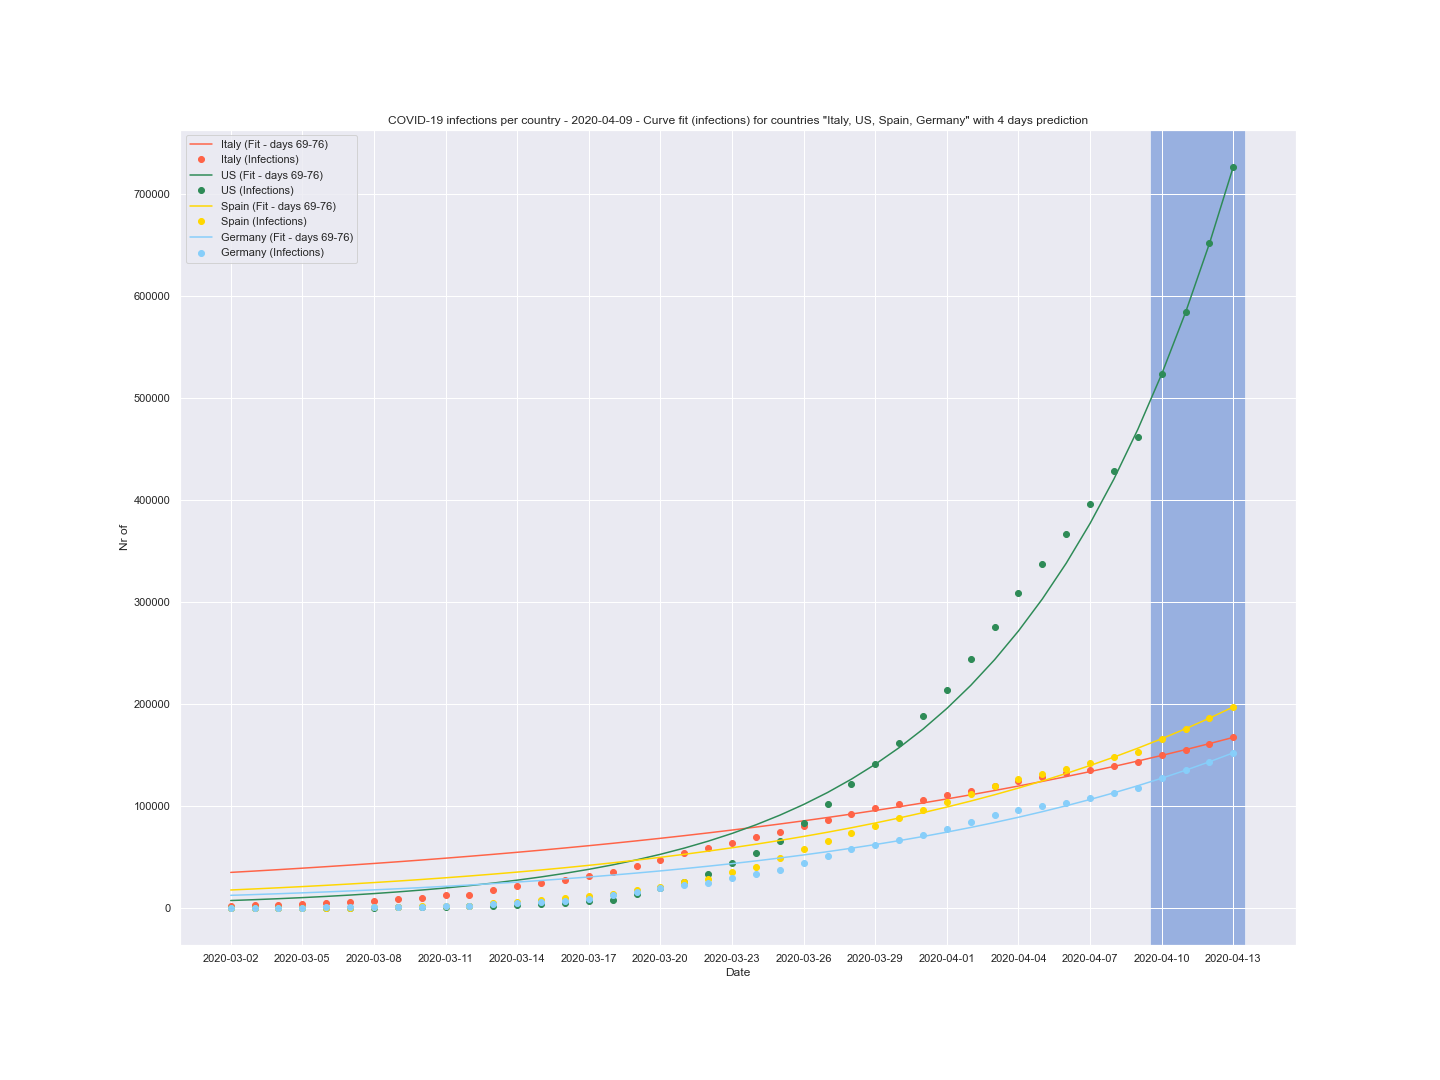 COVID-19 infections per country - 2020-04-09 - Curve fit (infections) for countries "Italy, US, Spain, Germany" with 4 days prediction
Italy (Fit - days 69-76)
Italy (Infections)
US (Fit - days 69-76)
US (Infections)
Spain (Fit - days 69-76)
Spain (Infections)
Germany (Fit - days 69-76)
Germany (Infections)
700000
600000
500000
400000
300000
200000
100000
0
Nr of
2020-03-02 2020-03-05 2020-03-08 2020-03-11 2020-03-14 2020-03-17 2020-03-20 2020-03-23 2020-03-26 2020-03-29 2020-04-01 2020-04-04 2020-04-07 2020-04-10 2020-04-13
Date